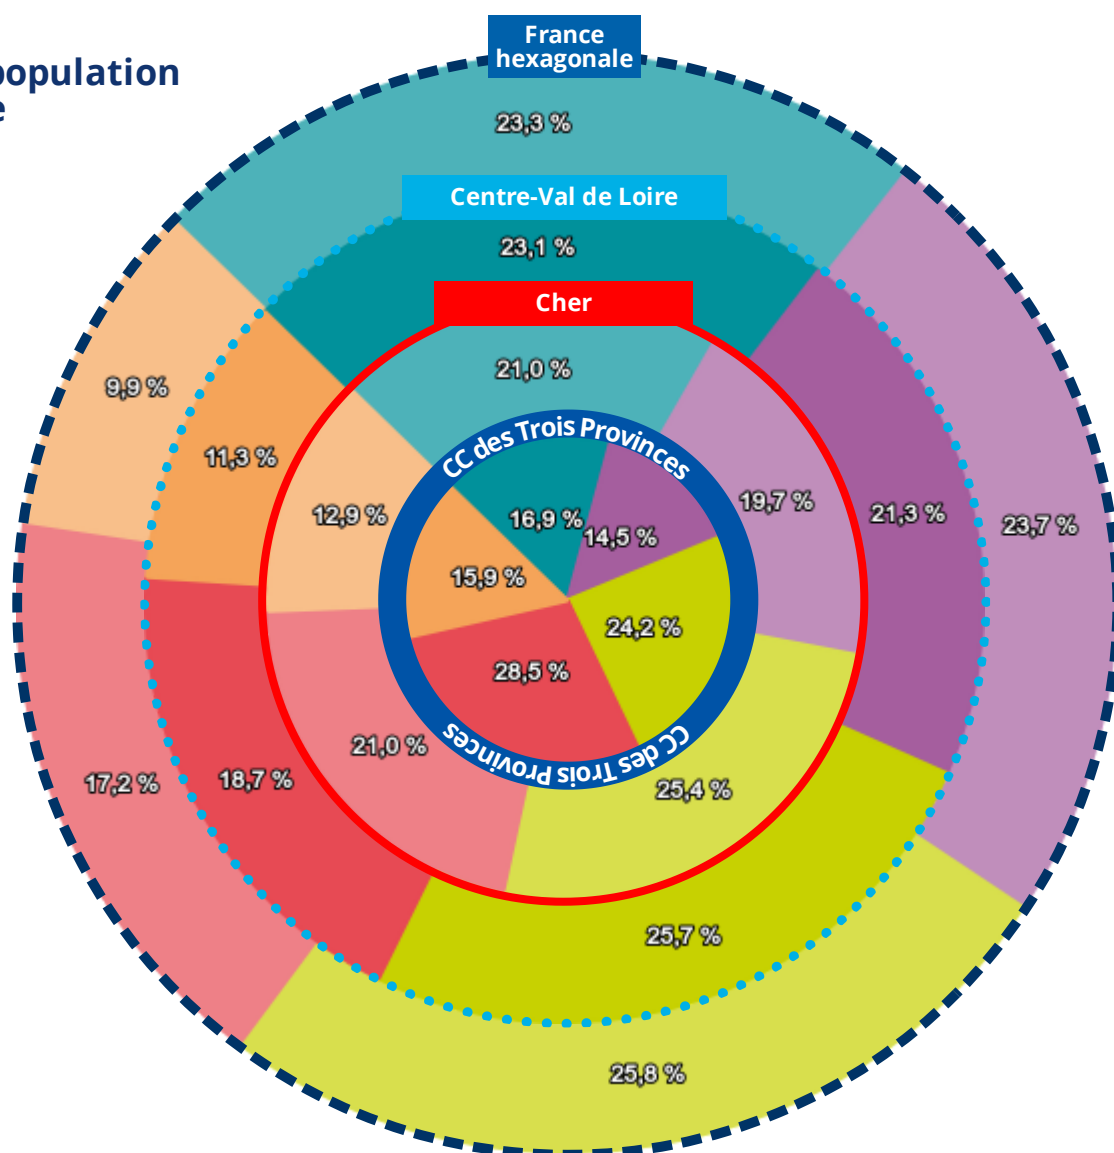 France
hexagonale
population
23,3 %
Centre-Val de Loire
23,1 %
Cher
21,0 %
9,9 %
CC des Trois Provinces
11,3 %
12,9 %
16,9 %
14,5 %
19,7 %
21,3 %
23,7 %
15,9 %
24,2 %
28,5 %
CC des Trois Provinces
21,0 %
18,7 %
17,2 %
25,4 %
25,7 %
25,8 %